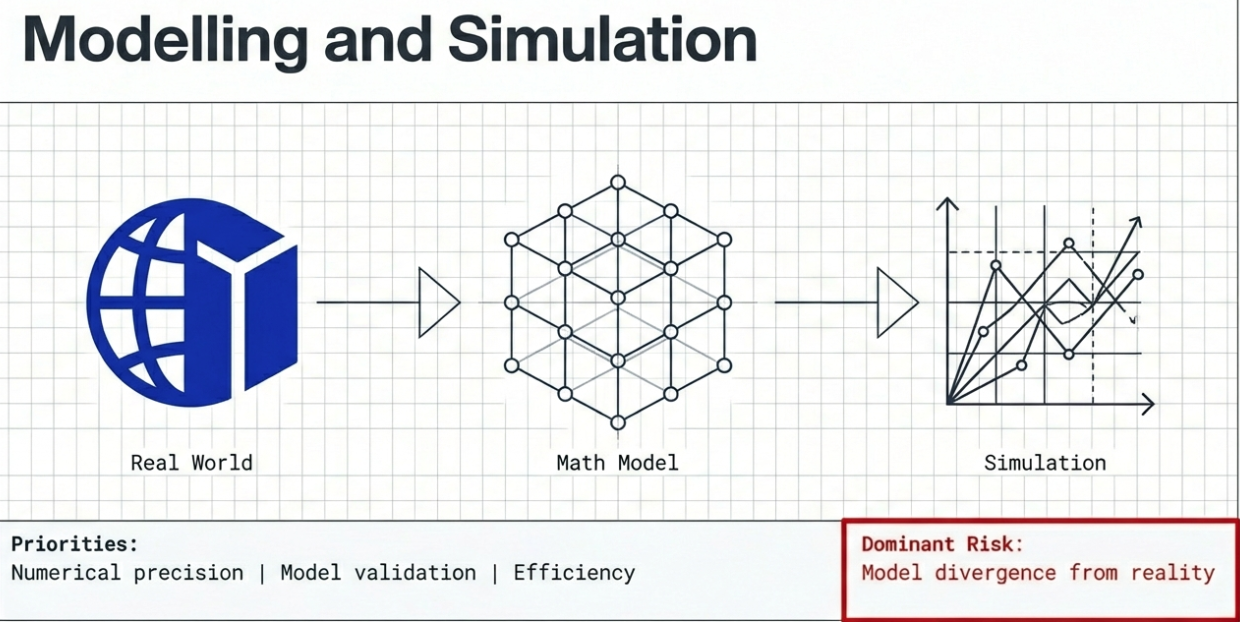 Modelling and Simulation
Real World
Math Model
Simulation
Priorities:
Numerical precision | Model validation | Efficiency
Dominant Risk:
Model divergence from reality